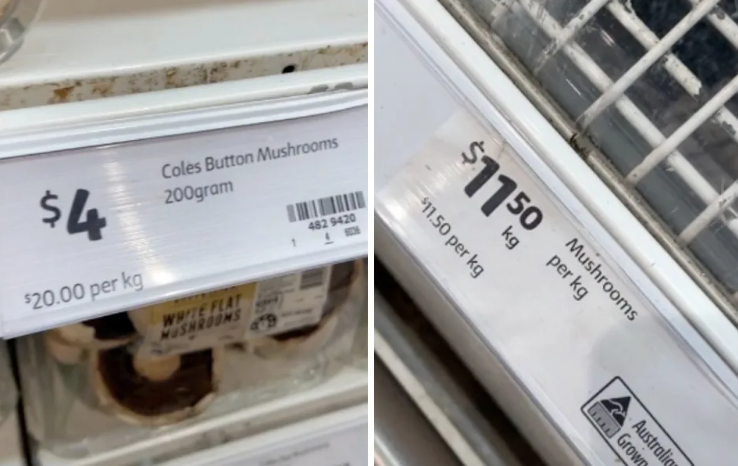 $4
Coles Button Mushrooms
200gram
482 9420
$20.00 per kg
WHITE FLAT
MUSHROOMS
$11.50
kg
$11.50 per kg
Mushrooms
per kg
Australian
Grown